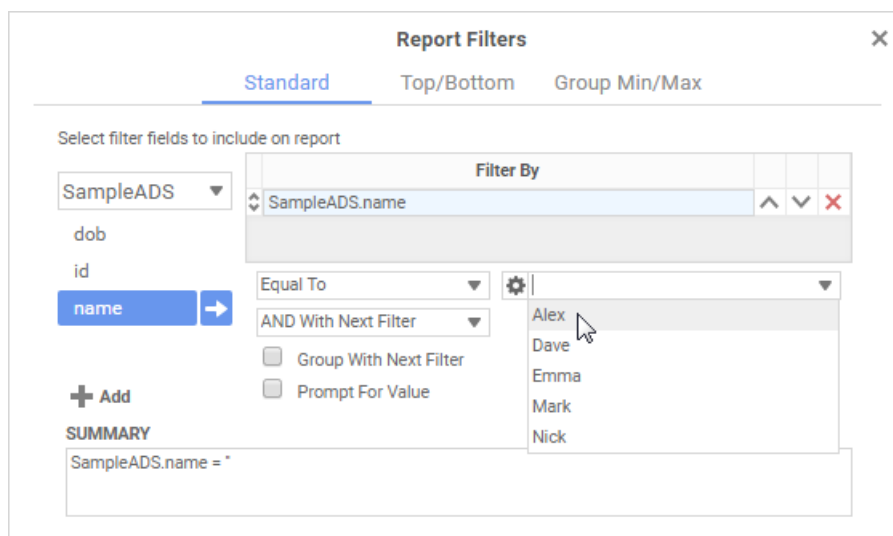 Report Filters
Standard Top/Bottom Group Min/Max
Select filter fields to include on report
Filter By
SampleADS
SampleADS.name
dob
id
name
Equal To
AND With Next Filter
Group With Next Filter
Prompt For Value
Alex
Dave
Emma
Mark
Nick
Add
SUMMARY
SampleADS.name = "